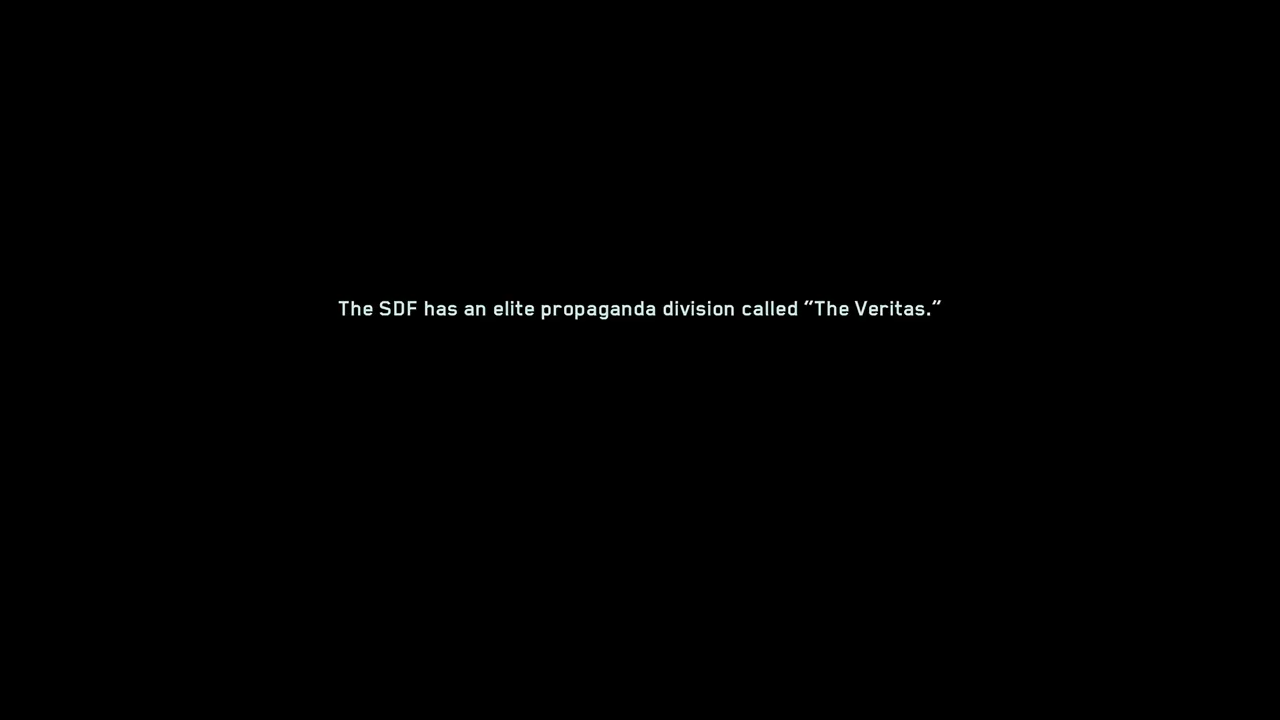 The SDF has an elite propaganda division called "The Veritas."